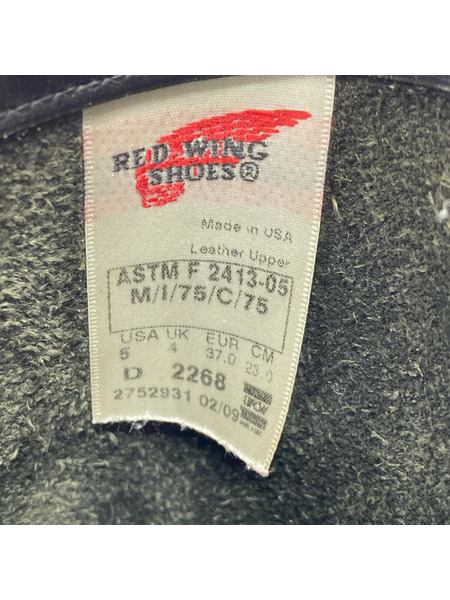 RED WING
SHOES®
Made in USA
Leather Upper
ASTM F 2413-05
M/I/75/C/75
USA UK EUR CM
5 4 37.0 23.0
D 2268
2752931 02/09
UFCW